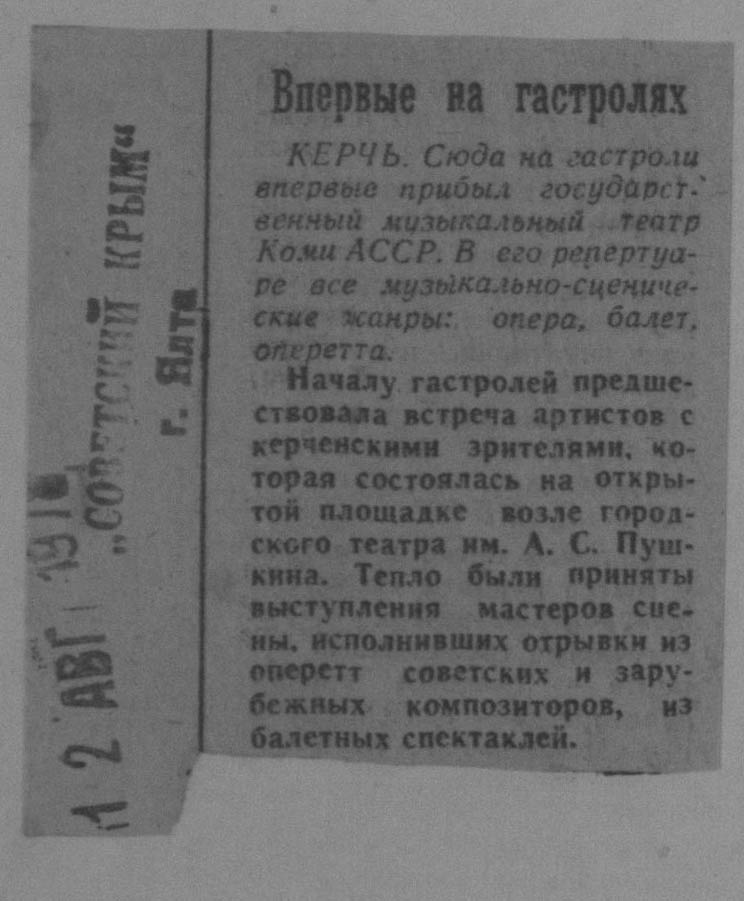 Впервые на гастролях
КЕРЧЬ. Сюда на гастроли
впервые прибыл государст-
венный музыкальный театр
Коми АССР. В его репертуа-
ре все музыкально-сцениче-
ские жанры: опера, балет,
оперетта.
Началу гастролей предше-
ствовала встреча артистов с
керченскими зрителями, ко-
торая состоялась на откры-
той площадке возле город-
ского театра им. А. С. Пуш-
кина. Тепло были приняты
выступления мастеров сце-
ны, исполнивших отрывки из
оперетт советских и зару-
бежных композиторов, из
балетных спектаклей.
„СОВЕТСКИЙ КРЫМ“
г. Ялта
12 АВГ